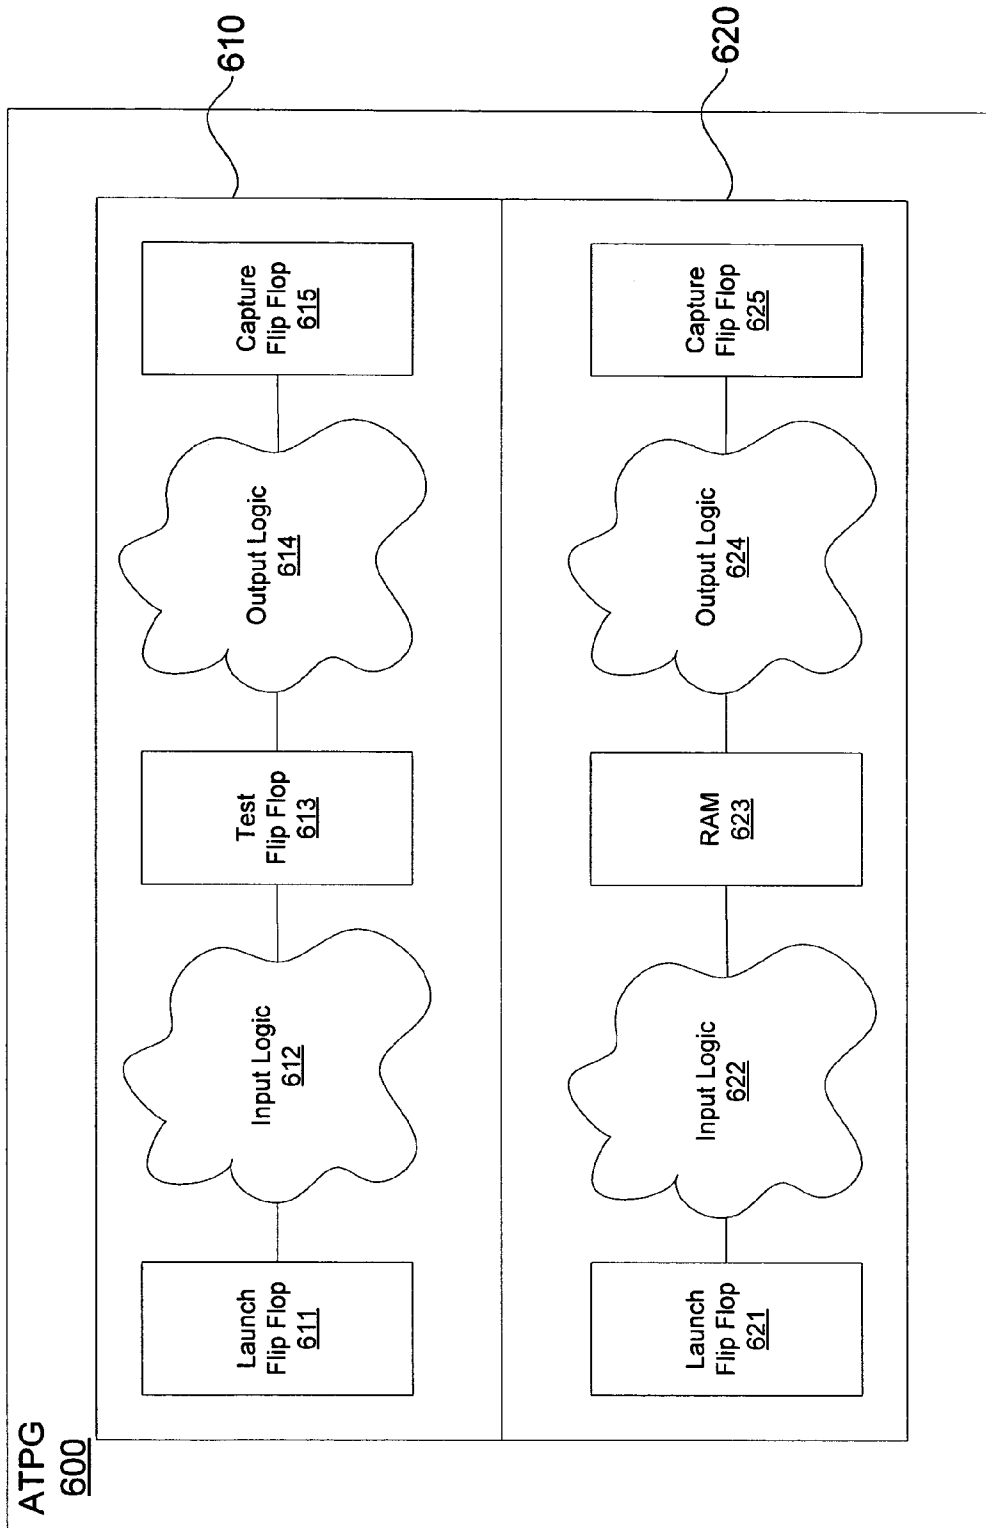 ATPG
600
610
Launch
Flip Flop
611
Input Logic
612
Test
Flip Flop
613
Output Logic
614
Capture
Flip Flop
615
620
Launch
Flip Flop
621
Input Logic
622
RAM
623
Output Logic
624
Capture
Flip Flop
625